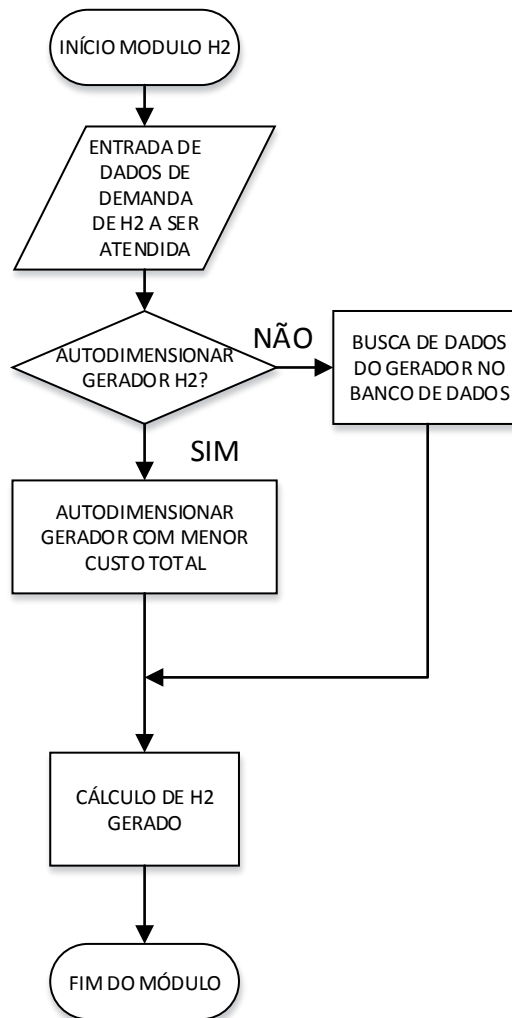 INÍCIO MODULO H2
ENTRADA DE
DADOS DE
DEMANDA
DE H2 A SER
ATENDIDA
AUTODIMENSIONAR
GERADOR H2?
NÃO
BUSCA DE DADOS
DO GERADOR NO
BANCO DE DADOS
SIM
AUTODIMENSIONAR
GERADOR COM MENOR
CUSTO TOTAL
CÁLCULO DE H2
GERADO
FIM DO MÓDULO